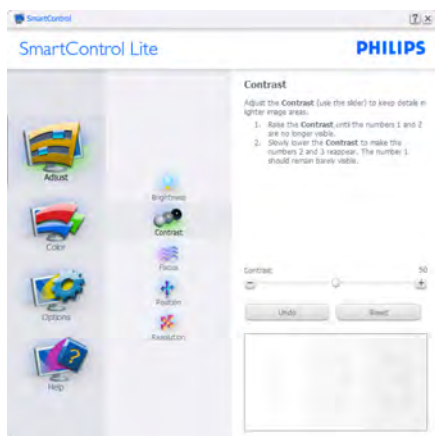 SmartControl
SmartControl Lite
PHILIPS
Adjust
Color
Options
Help
Brightness
Contrast
Focus
Position
Resolution
Contrast
Adjust the Contrast (use the slider) to keep details in
lighter image areas.
1. Raise the Contrast until the numbers 1 and 2
are no longer visible.
2. Slowly lower the Contrast to make the
numbers 2 and 3 reappear. The number 1
should remain barely visible.
Contrast: 50
Undo Reset